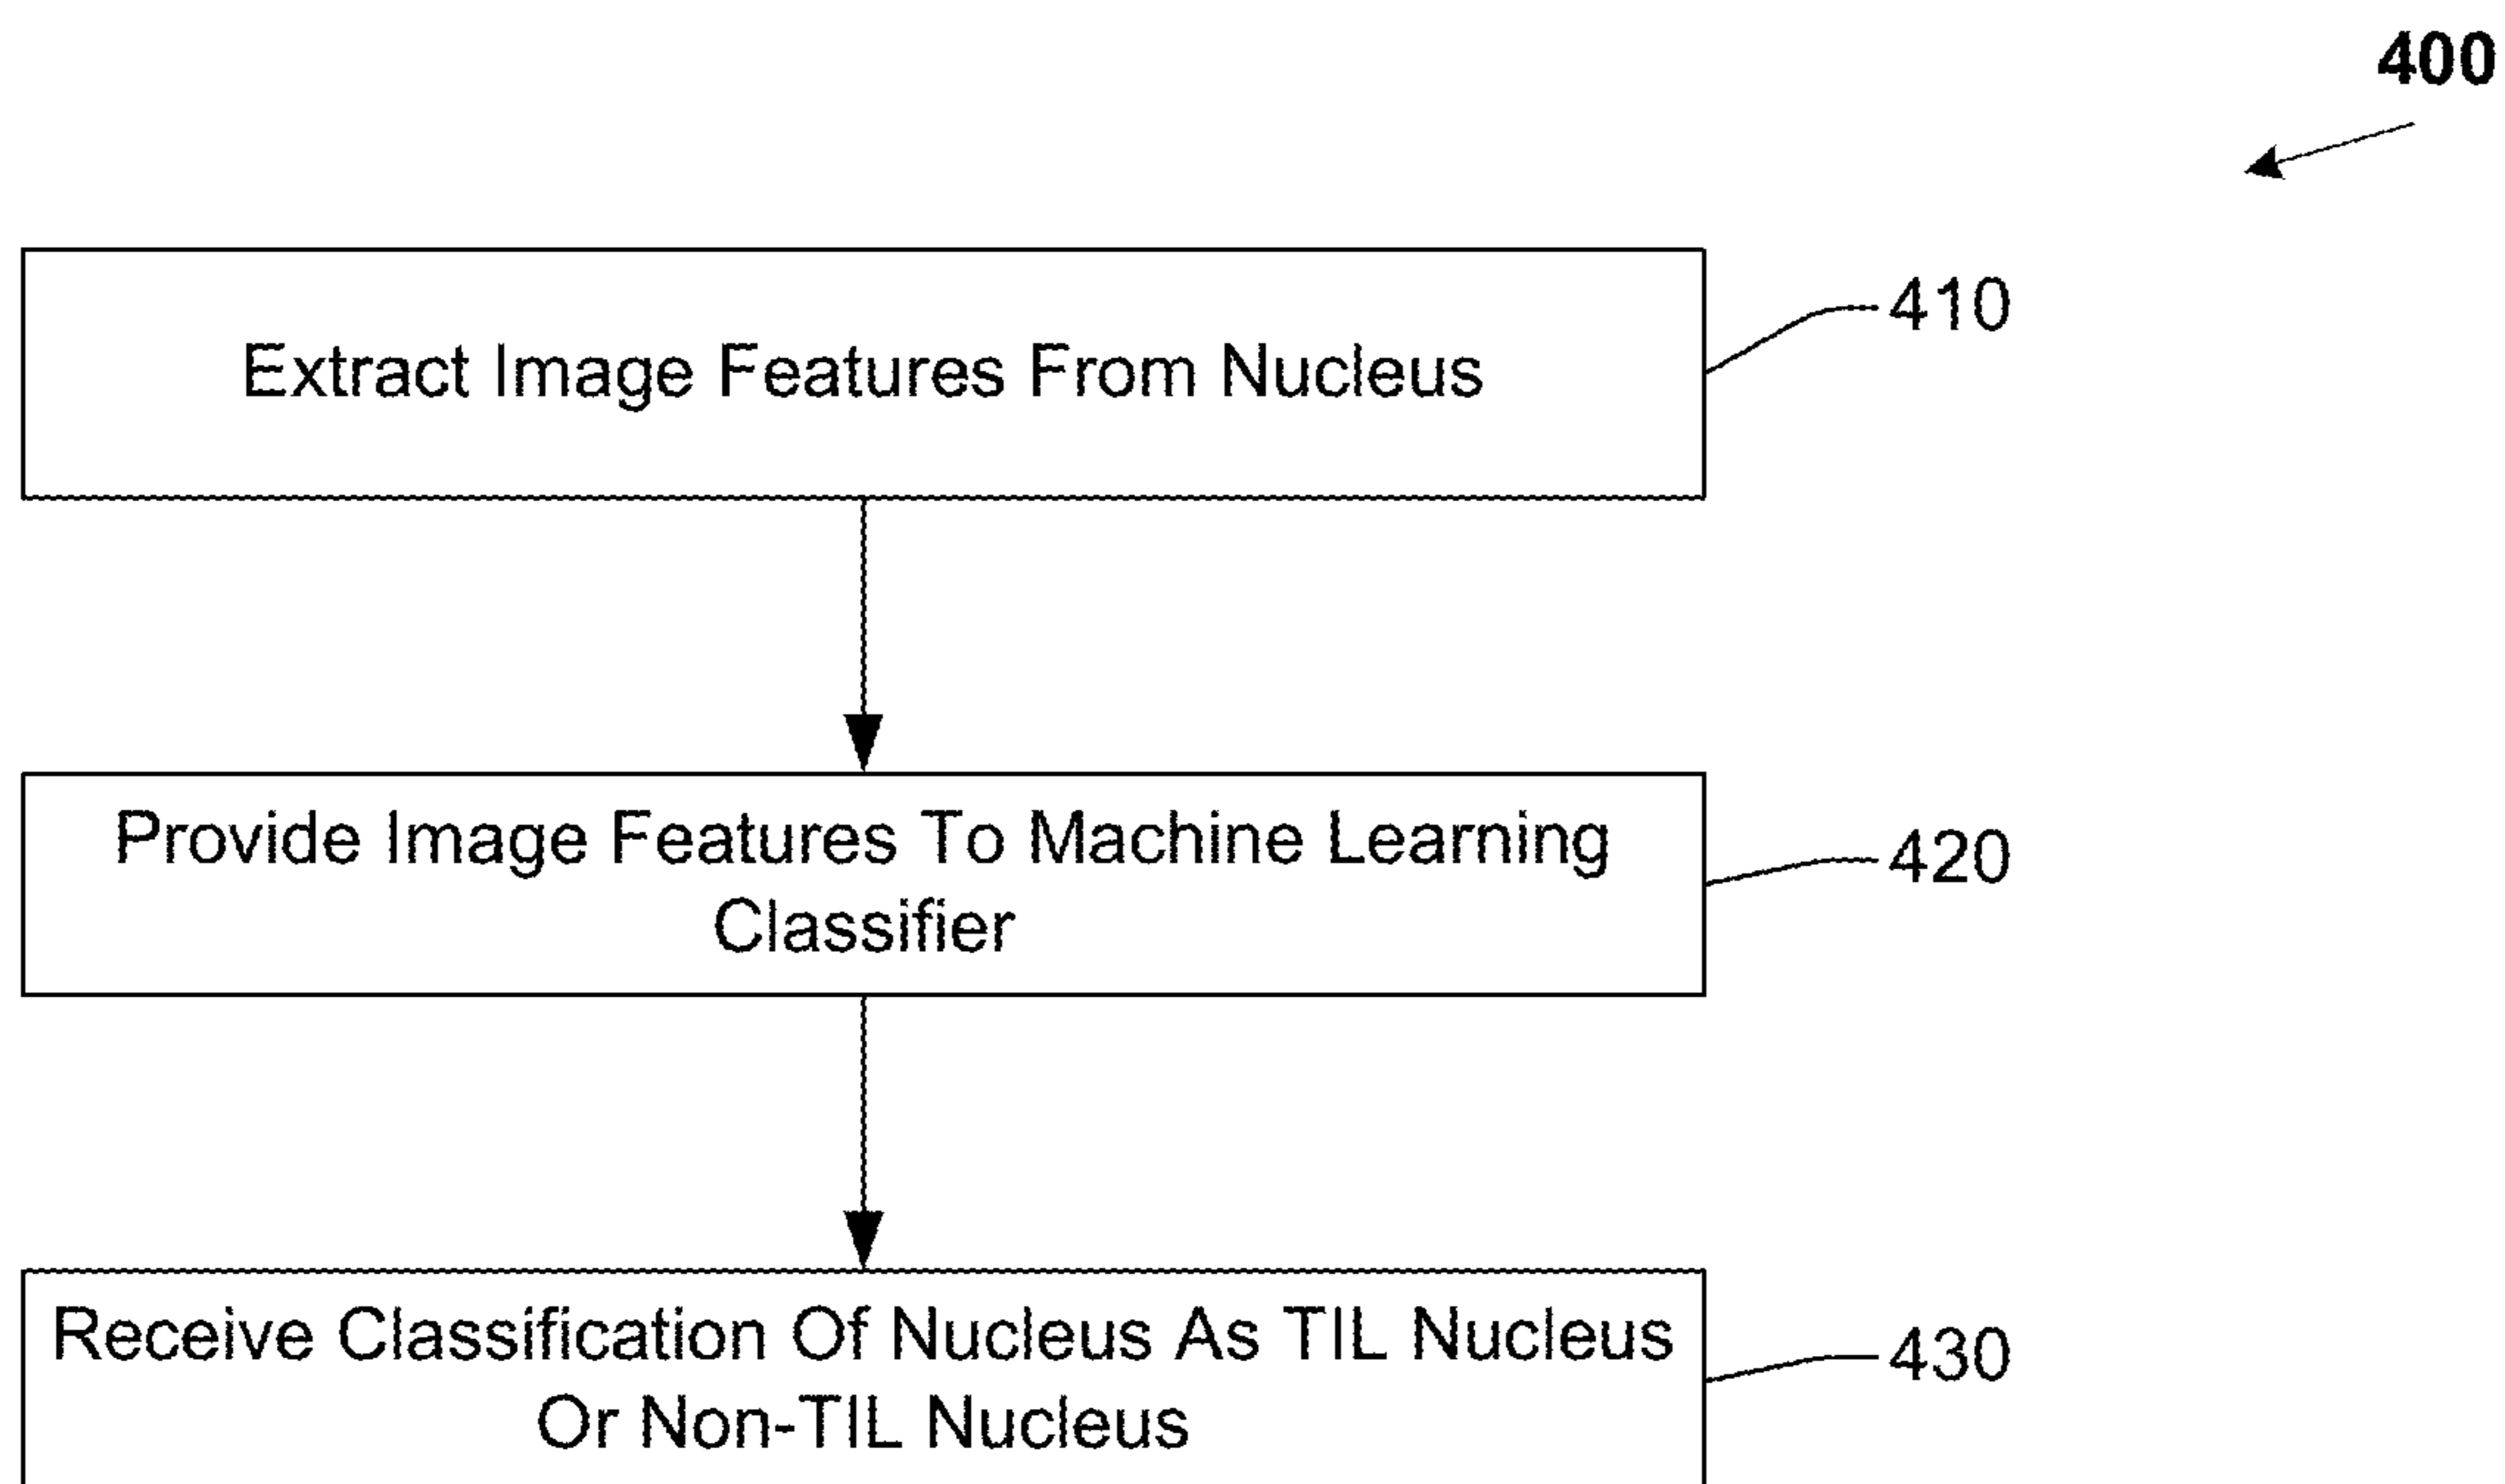 400
Extract Image Features From Nucleus
410
Provide Image Features To Machine Learning
Classifier
420
Receive Classification Of Nucleus As TIL Nucleus
Or Non-TIL Nucleus
430